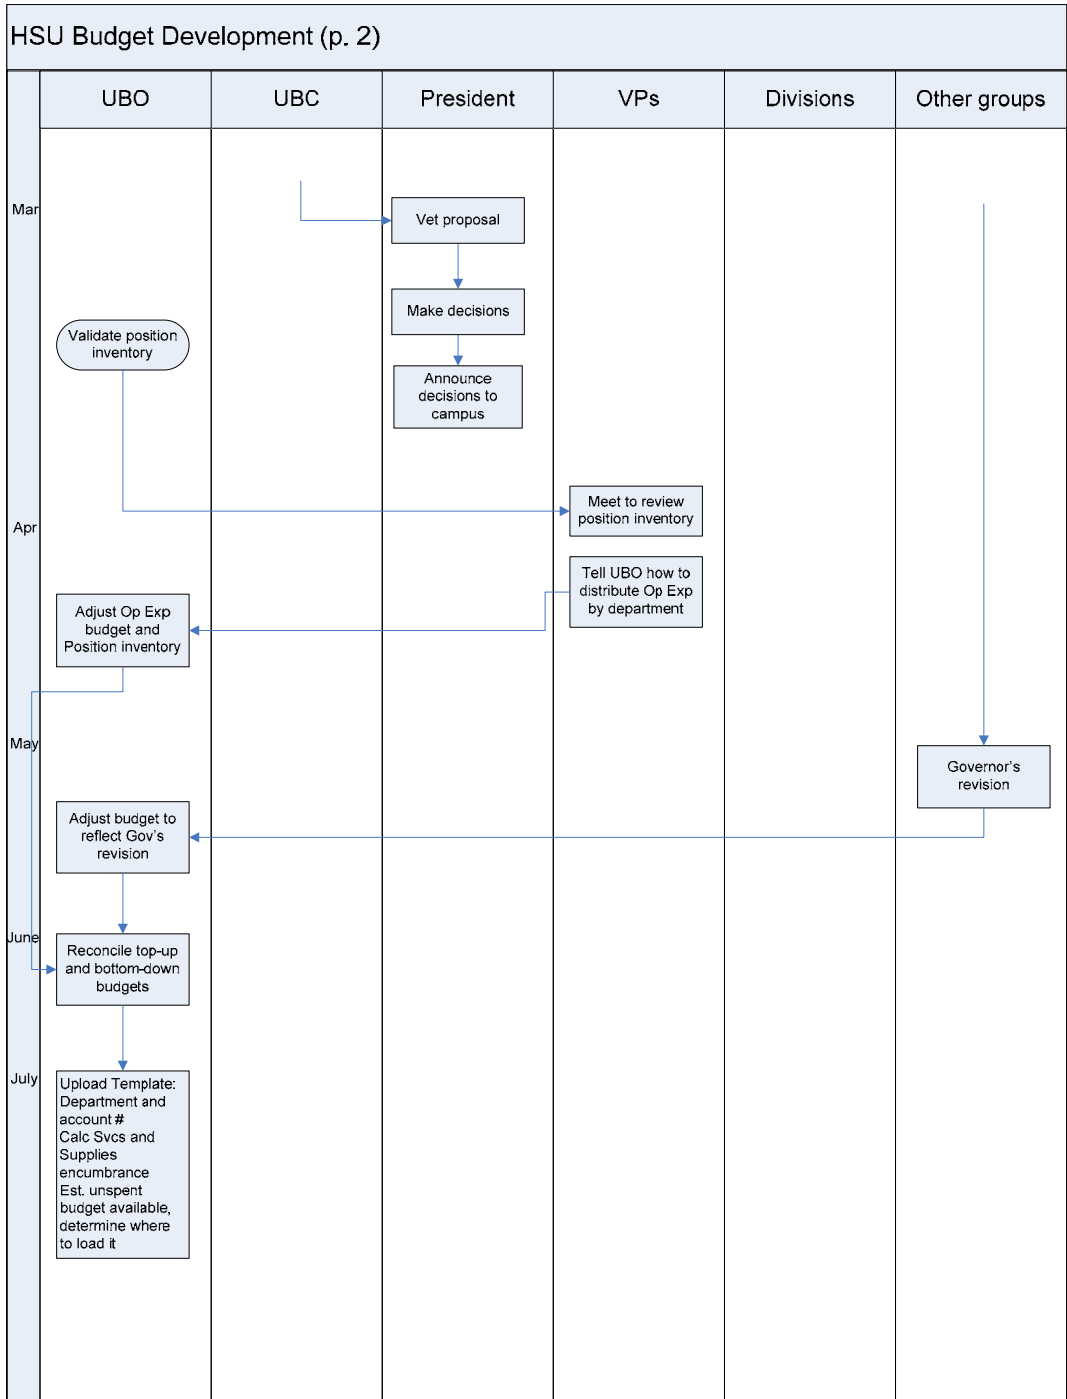 HSU Budget Development (p. 2)
UBO
UBC
President
VPs
Divisions
Other groups
Mar
Vet proposal
Make decisions
Validate position
inventory
Announce
decisions to
campus
Meet to review
position inventory
Apr
Tell UBO how to
distribute Op Exp
by department
Adjust Op Exp
budget and
Position inventory
May
Governor's
revision
Adjust budget to
reflect Gov's
revision
June
Reconcile top-up
and bottom-down
budgets
July
Upload Template:
Department and
account #
Calc Svcs and
Supplies
encumbrance
Est. unspent
budget available,
determine where
to load it